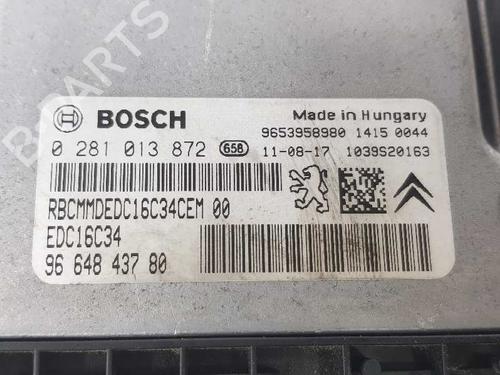 B PARTS
BOSCH
Made in Hungary
9653958980 1415 0044
0 281 013 872 658 11-08-17 1039S20163
RBCMMDEDC16C34CEM 00
EDC16C34
96 648 437 80